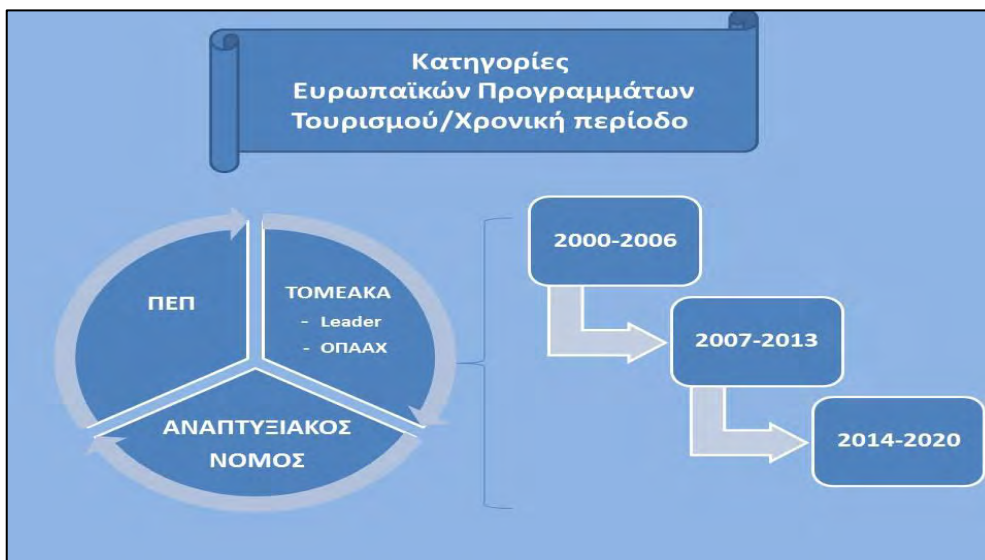 Κατηγορίες
Ευρωπαϊκών Προγραμμάτων
Τουρισμού/Χρονική περίοδο
ΠΕΠ
ΤΟΜΕΑΚΑ
- Leader
- ΟΠΑΑΧ
ΑΝΑΠΤΥΞΙΑΚΟΣ
ΝΟΜΟΣ
2000-2006
2007-2013
2014-2020